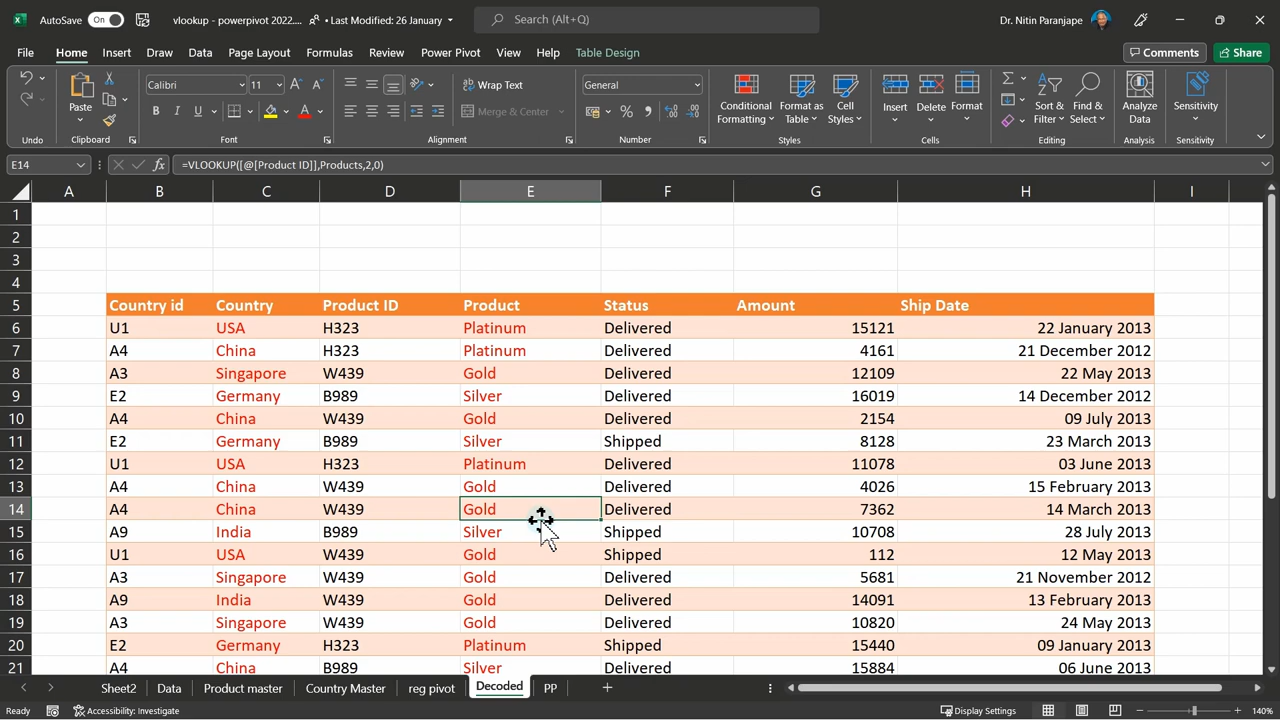 AutoSave On vlookup - powerpivot 2022.... • Last Modified: 26 January Search (Alt+Q) Dr. Nitin Paranjape
File Home Insert Draw Data Page Layout Formulas Review Power Pivot View Help Table Design Comments Share
Paste Calibri 11 Wrap Text General Conditional Formatting Format as Table Cell Styles Insert Delete Format Sort & Filter Find & Select Analyze Data Sensitivity
B I U A Merge & Center %
Undo Clipboard Font Alignment Number Styles Cells Editing Analysis Sensitivity
E14 fx =VLOOKUP([@[Product ID]],Products,2,0)
A B C D E F G H I
1
2
3
4
5 Country id Country Product ID Product Status Amount Ship Date
6 U1 USA H323 Platinum Delivered 15121 22 January 2013
7 A4 China H323 Platinum Delivered 4161 21 December 2012
8 A3 Singapore W439 Gold Delivered 12109 22 May 2013
9 E2 Germany B989 Silver Delivered 16019 14 December 2012
10 A4 China W439 Gold Delivered 2154 09 July 2013
11 E2 Germany B989 Silver Shipped 8128 23 March 2013
12 U1 USA H323 Platinum Delivered 11078 03 June 2013
13 A4 China W439 Gold Delivered 4026 15 February 2013
14 A4 China W439 Gold Delivered 7362 14 March 2013
15 A9 India B989 Silver Shipped 10708 28 July 2013
16 U1 USA W439 Gold Shipped 112 12 May 2013
17 A3 Singapore W439 Gold Delivered 5681 21 November 2012
18 A9 India W439 Gold Delivered 14091 13 February 2013
19 A3 Singapore W439 Gold Delivered 10820 24 May 2013
20 E2 Germany H323 Platinum Shipped 15440 09 January 2013
21 A4 China B989 Silver Delivered 15884 06 June 2013
Sheet2 Data Product master Country Master reg pivot Decoded PP
Ready Accessibility: Investigate Display Settings 140%